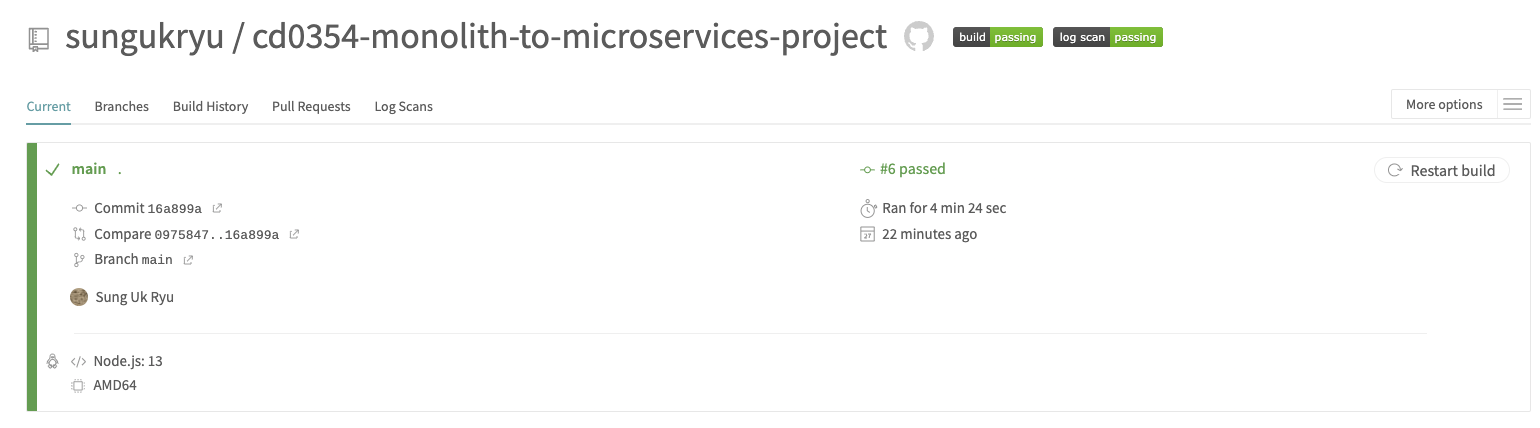 sungukryu / cd0354-monolith-to-microservices-project build passing log scan passing
Current Branches Build History Pull Requests Log Scans More options
main . #6 passed Restart build
Commit 16a899a Ran for 4 min 24 sec
Compare 0975847..16a899a 22 minutes ago
Branch main
Sung Uk Ryu
</> Node.js: 13
AMD64